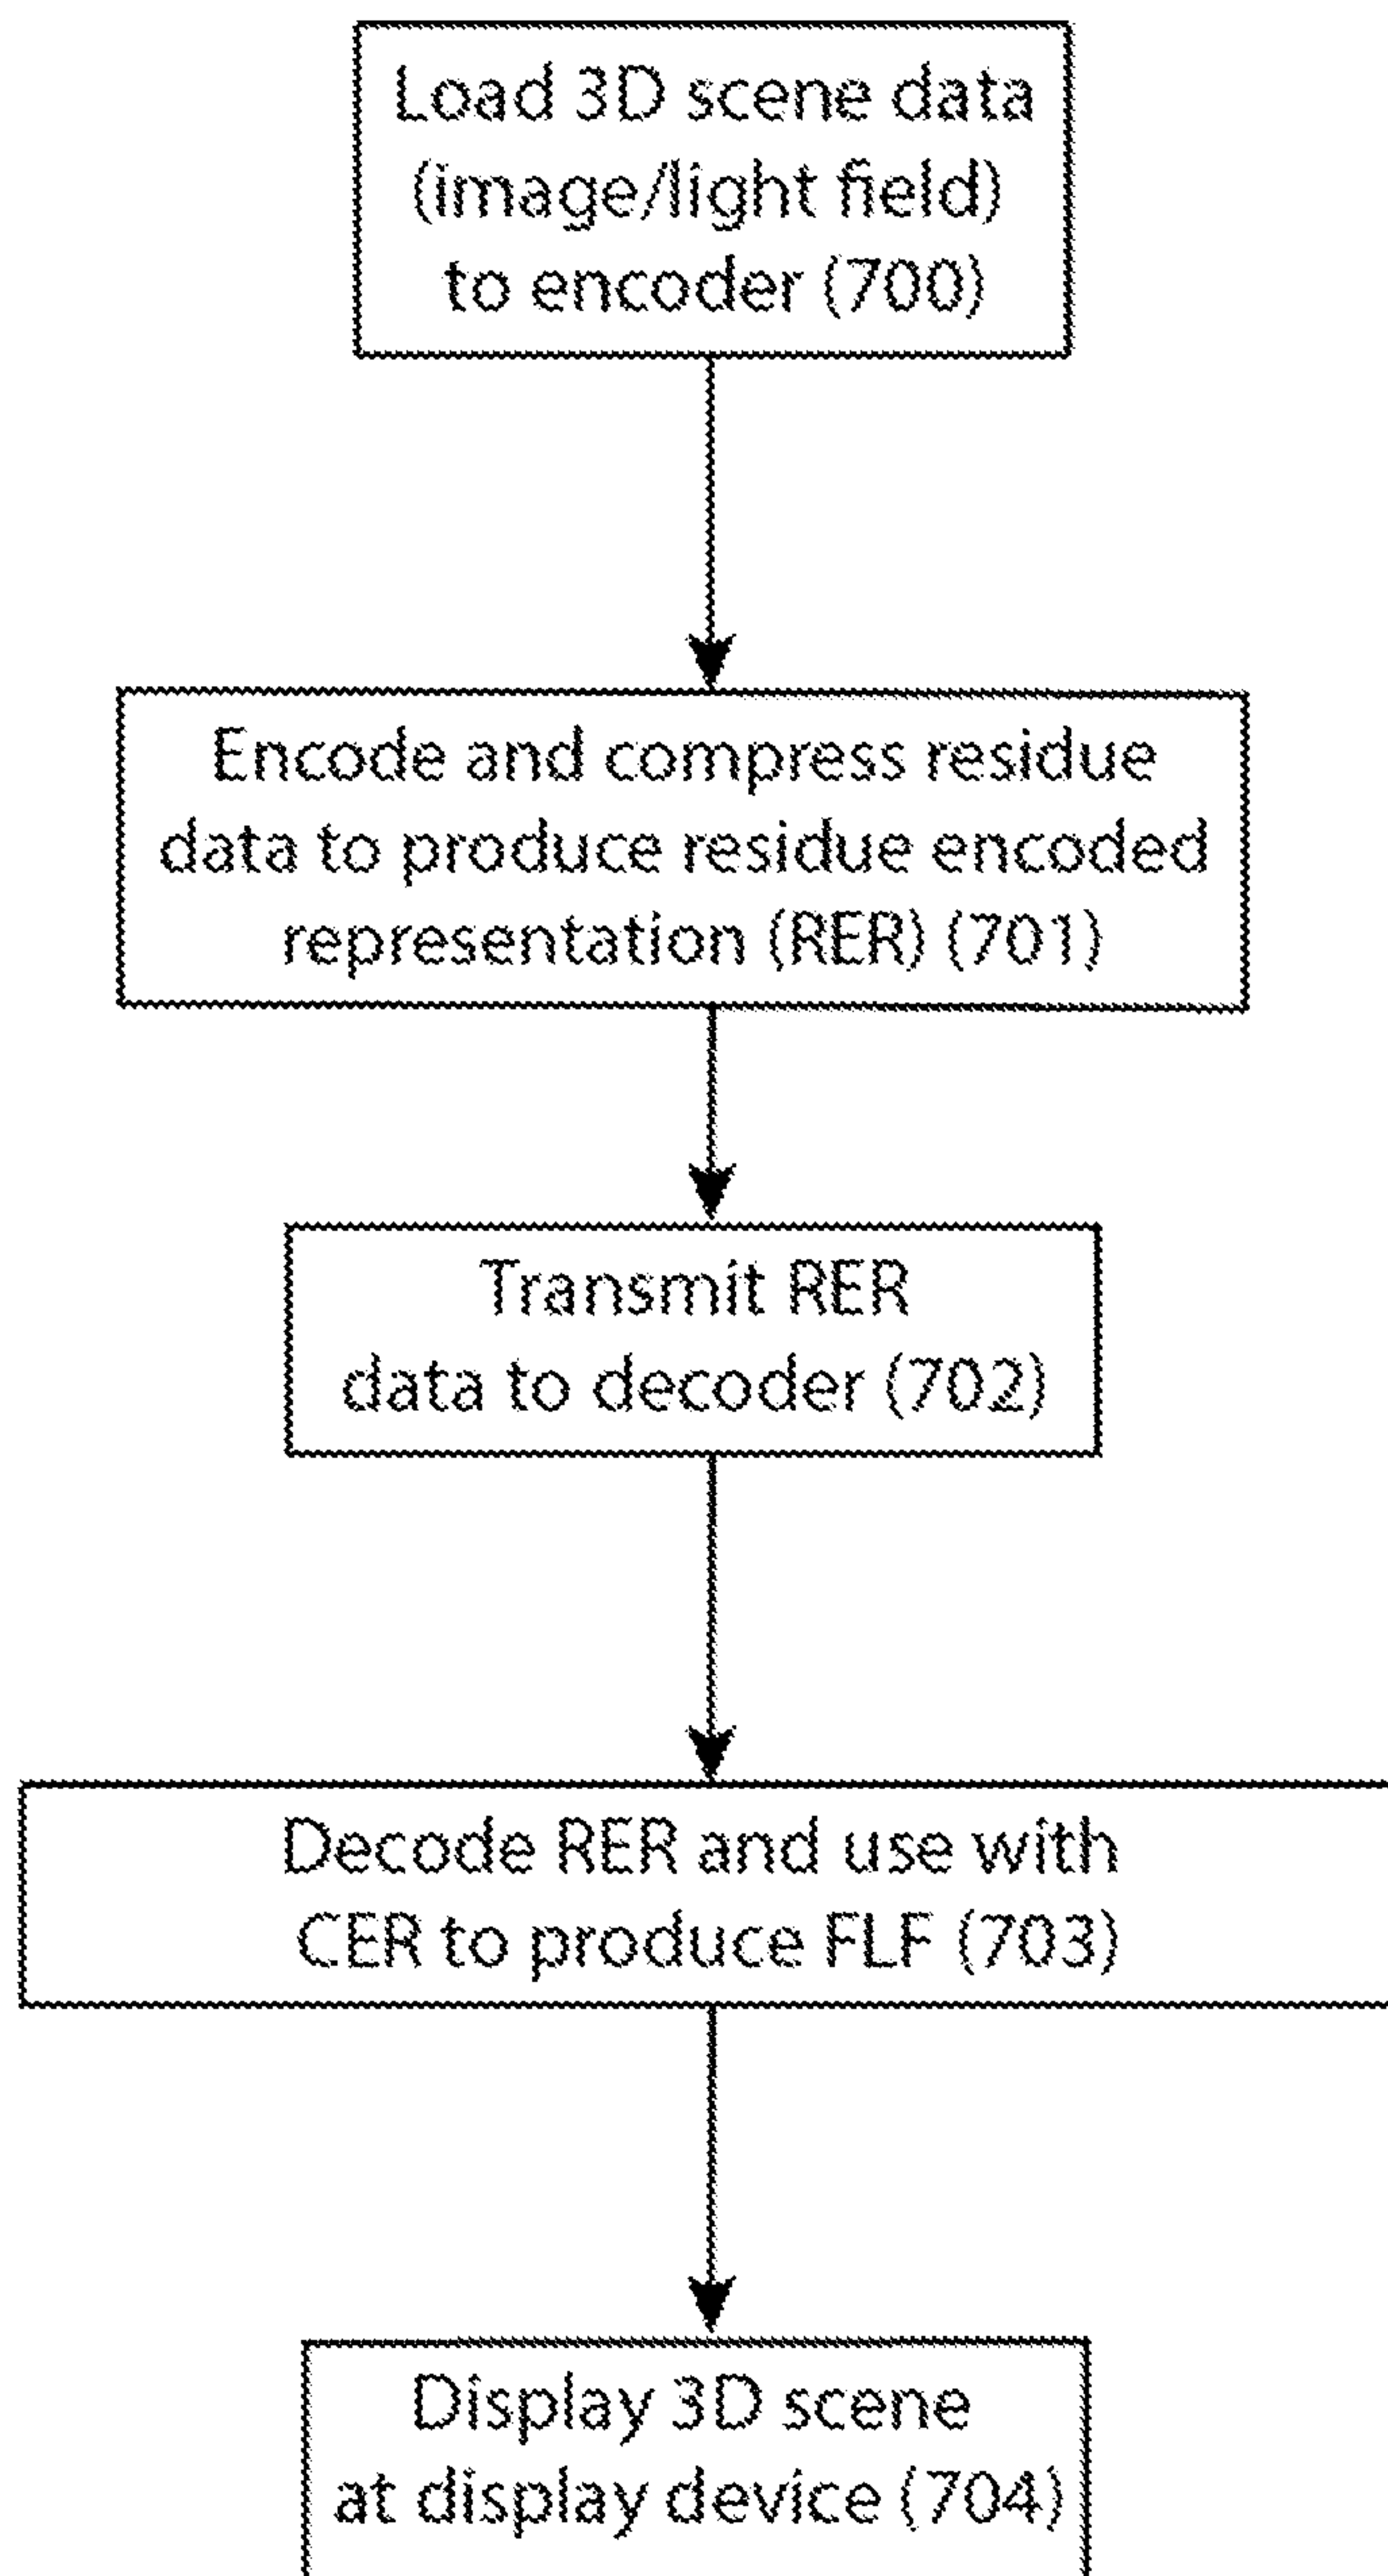 Load 3D scene data
(image/light field)
to encoder (700)
Encode and compress residue
data to produce residue encoded
representation (RER) (701)
Transmit RER
data to decoder (702)
Decode RER and use with
CER to produce FLF (703)
Display 3D scene
at display device (704)